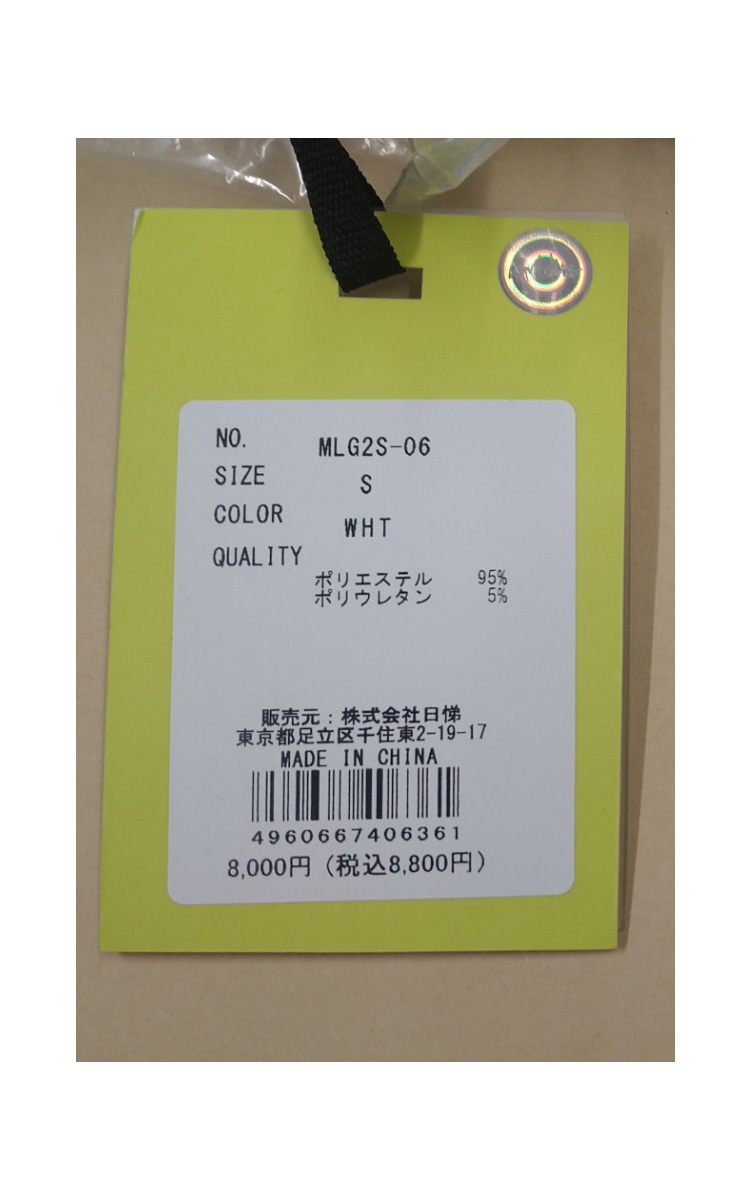 NO. MLG2S-06
SIZE S
COLOR WHT
QUALITY
ポリエステル 95%
ポリウレタン 5%
販売元：株式会社日悌
東京都足立区千住東2-19-17
MADE IN CHINA
4960667406361
8,000円（税込8,800円）